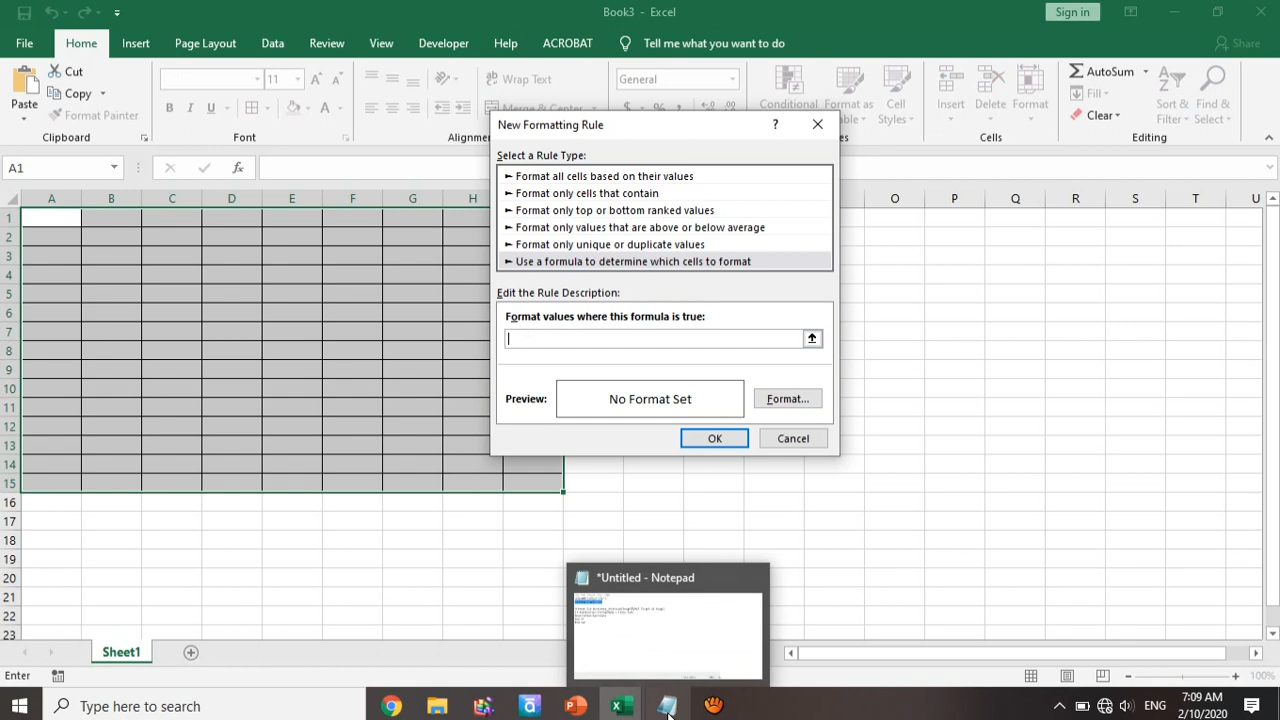 Book3 - Excel
Sign in
File Home Insert Page Layout Formulas Data Review View Developer Help ACROBAT Tell me what you want to do Share
Paste
Cut
Copy
Format Painter
Clipboard
11
Font
Wrap Text
Merge & Center
General
Conditional
Format as
Cell
Styles
Insert
Delete
Format
Cells
AutoSum
Fill
Clear
Sort &
Filter
Find &
Select
Editing
A1
New Formatting Rule
Select a Rule Type:
Format all cells based on their values
Format only cells that contain
Format only top or bottom ranked values
Format only values that are above or below average
Format only unique or duplicate values
Use a formula to determine which cells to format
Edit the Rule Description:
Format values where this formula is true:
Preview:
No Format Set
Format...
OK
Cancel
A B C D E F G H O P Q R S T U
1
2
3
4
5
6
7
8
9
10
11
12
13
14
15
16
17
18
19
20
21
22
23
*Untitled - Notepad
Sheet1
Enter
100%
Type here to search
ENG
7:09 AM
2/10/2020